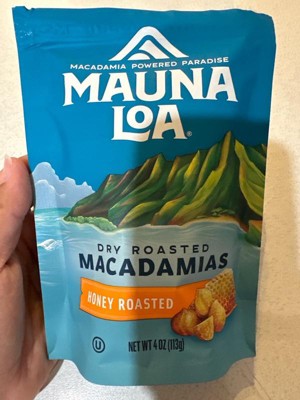 MACADAMIA POWERED PARADISE
MAUNA
LOA®
DRY ROASTED
MACADAMIAS
HONEY ROASTED
U
NET WT 4 OZ (113g)